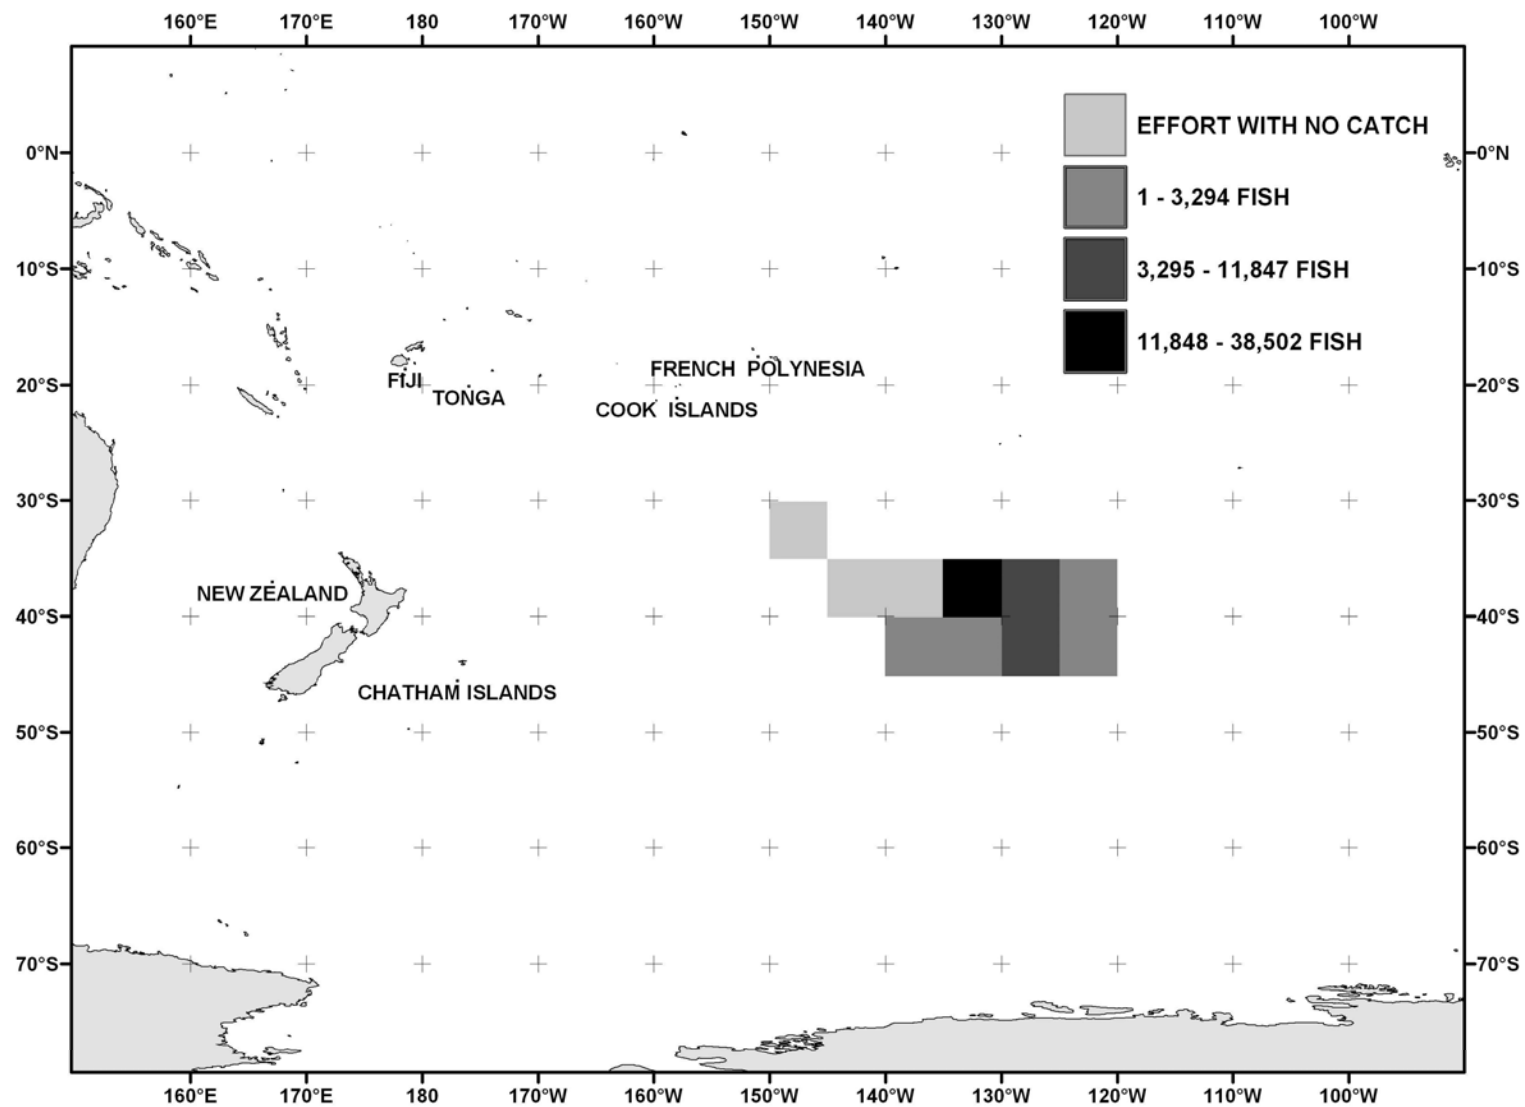 160°E 170°E 180° 170°W 160°W 150°W 140°W 130°W 120°W 110°W 100°W
EFFORT WITH NO CATCH
0°N 0°N
1 - 3,294 FISH
10°S 3,295 - 11,847 FISH 10°S
11,848 - 38,502 FISH
FRENCH POLYNESIA
FIJI
20°S 20°S
TONGA
COOK ISLANDS
30°S 30°S
NEW ZEALAND
40°S 40°S
CHATHAM ISLANDS
50°S 50°S
60°S 60°S
70°S 70°S
160°E 170°E 180° 170°W 160°W 150°W 140°W 130°W 120°W 110°W 100°W